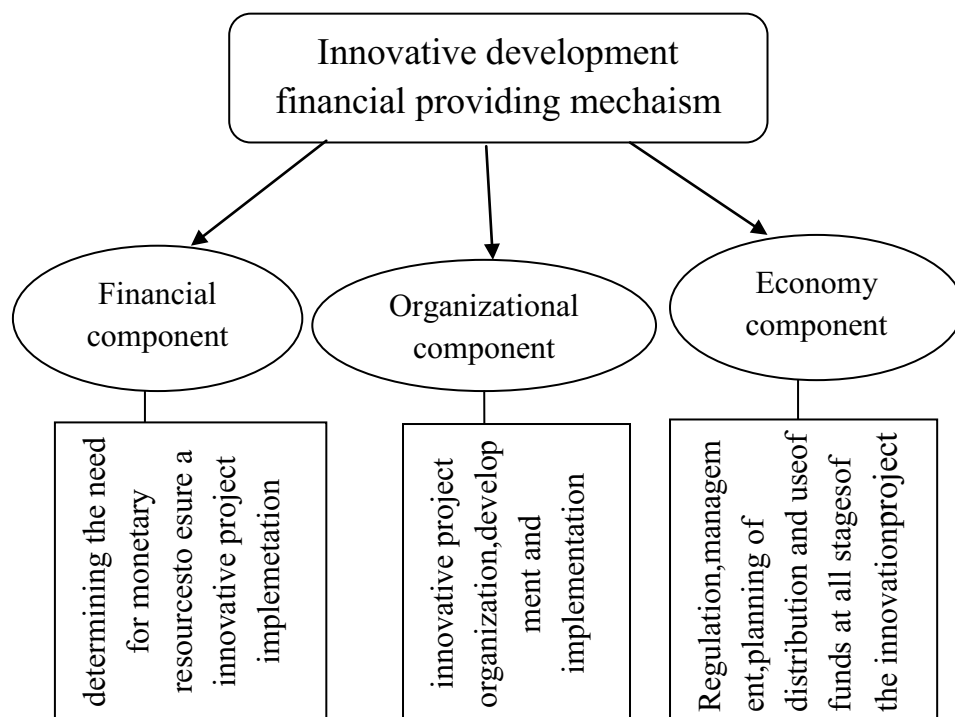 Innovative development
financial providing mechaism
Financial
component
Organizational
component
Economy
component
determining the need
for monetary
resourcesto esure a
innovative project
implemetation
innovative project
organization,develop
ment and
implementation
Regulation,managem
ent,planning of
distribution and useof
funds at all stagesof
the innovationproject